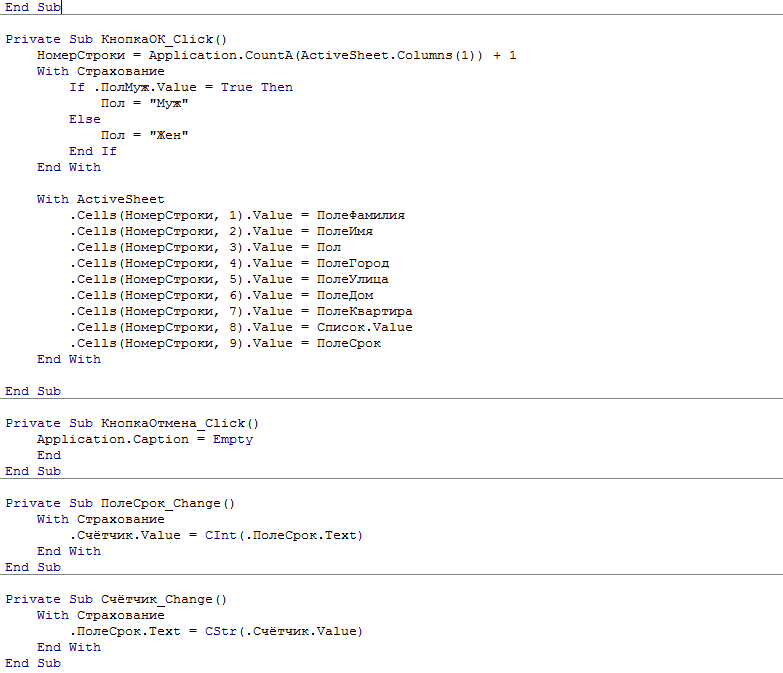 End Sub
Private Sub КнопкаОК_Click()
    НомерСтроки = Application.CountA(ActiveSheet.Columns(1)) + 1
    With Страхование
        If .ПолМуж.Value = True Then
            Пол = "Муж"
        Else
            Пол = "Жен"
        End If
    End With
    With ActiveSheet
        .Cells(НомерСтроки, 1).Value = ПолеФамилия
        .Cells(НомерСтроки, 2).Value = ПолеИмя
        .Cells(НомерСтроки, 3).Value = Пол
        .Cells(НомерСтроки, 4).Value = ПолеГород
        .Cells(НомерСтроки, 5).Value = ПолеУлица
        .Cells(НомерСтроки, 6).Value = ПолеДом
        .Cells(НомерСтроки, 7).Value = ПолеКвартира
        .Cells(НомерСтроки, 8).Value = Список.Value
        .Cells(НомерСтроки, 9).Value = ПолеСрок
    End With
End Sub
Private Sub КнопкаОтмена_Click()
    Application.Caption = Empty
    End
End Sub
Private Sub ПолеСрок_Change()
    With Страхование
        .Счётчик.Value = CInt(.ПолеСрок.Text)
    End With
End Sub
Private Sub Счётчик_Change()
    With Страхование
        .ПолеСрок.Text = CStr(.Счётчик.Value)
    End With
End Sub